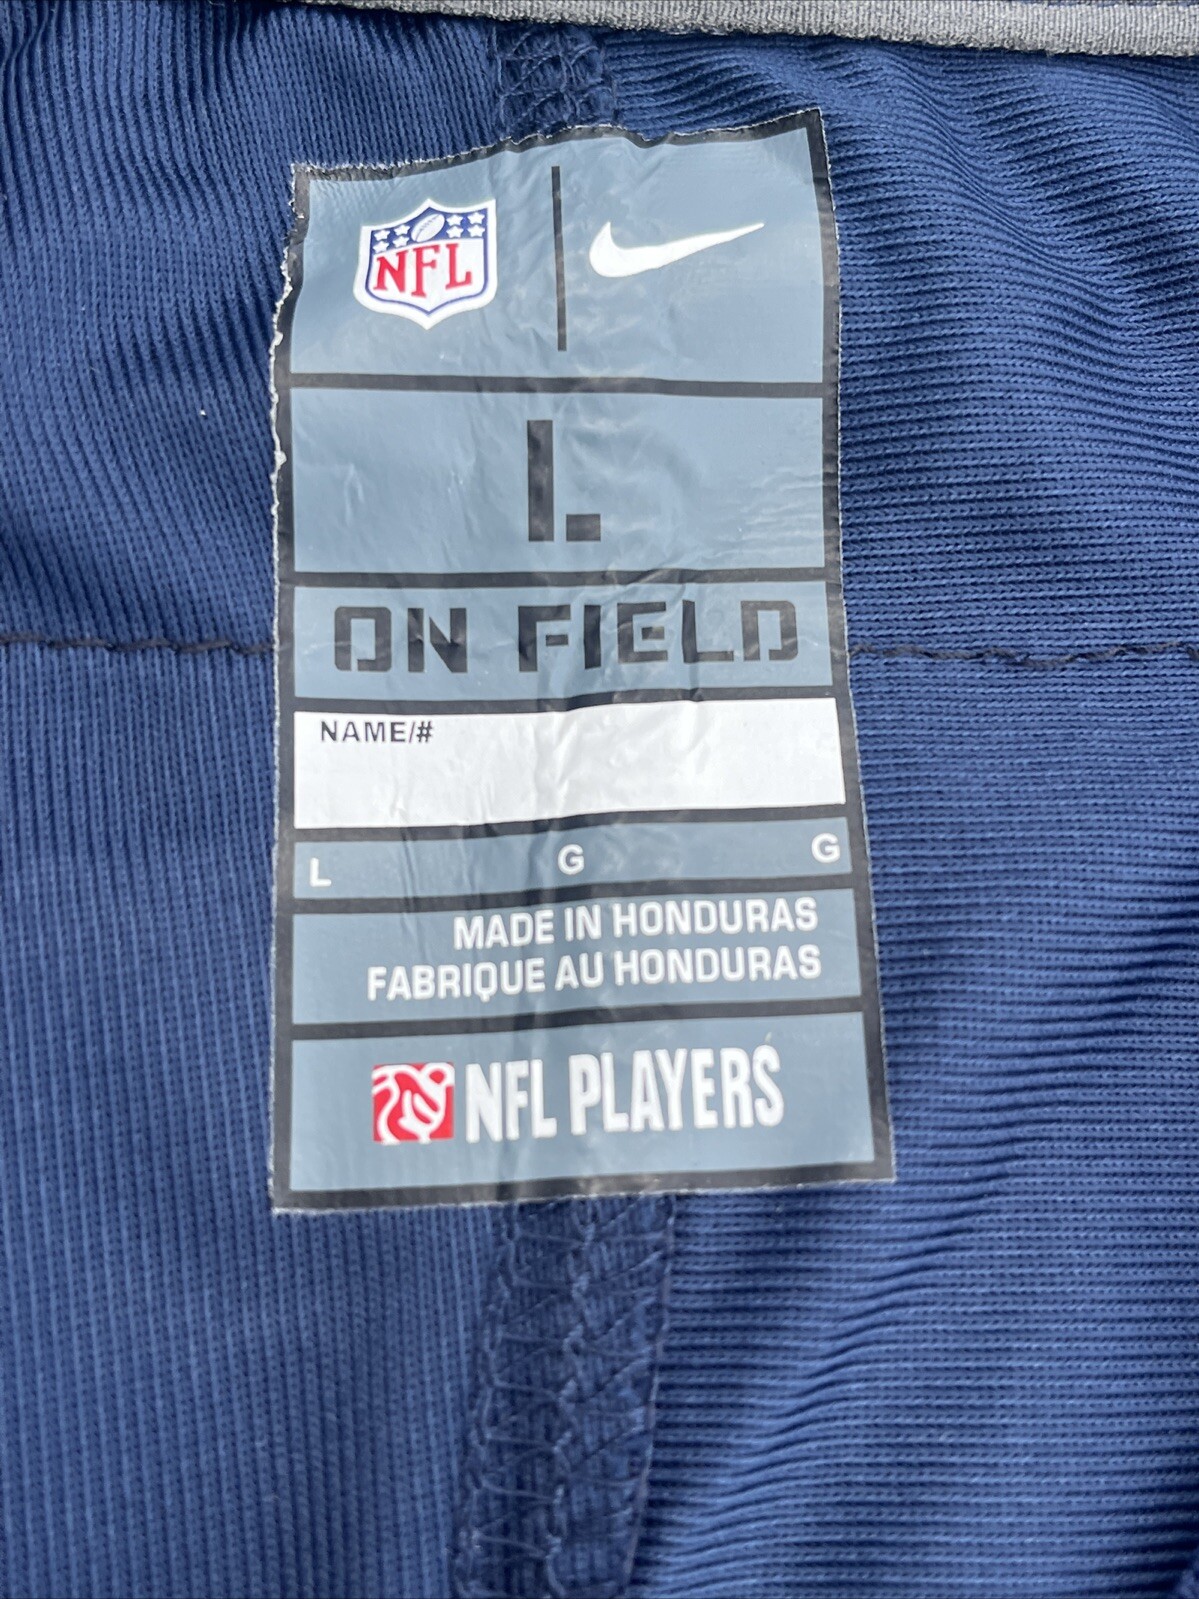 NFL
L
ON FIELD
NAME/#
L G G
MADE IN HONDURAS
FABRIQUE AU HONDURAS
NFL PLAYERS